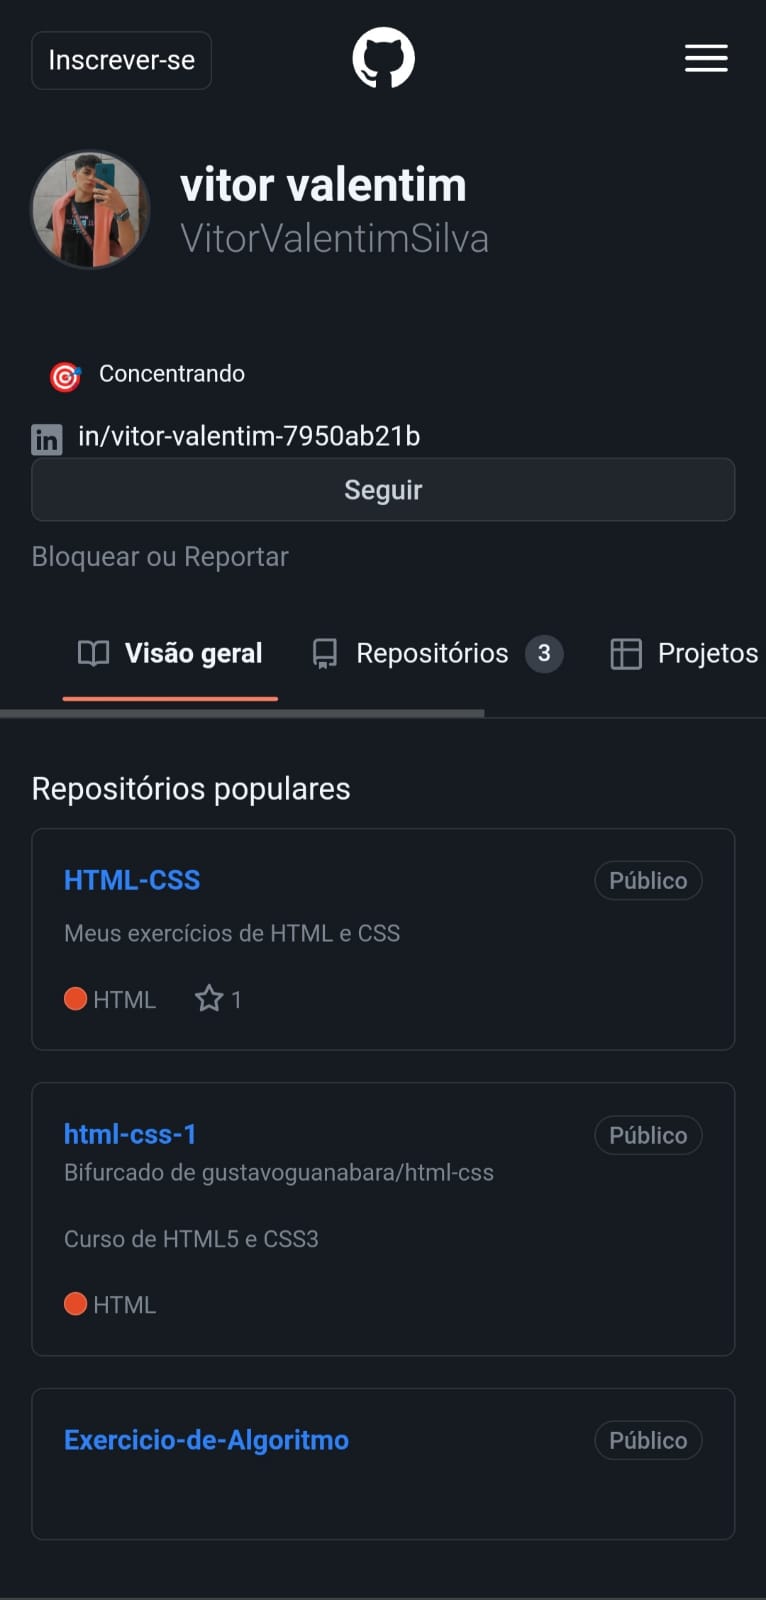 Inscrever-se
vitor valentim
VitorValentimSilva
Concentrando
in/vitor-valentim-7950ab21b
Seguir
Bloquear ou Reportar
Visão geral Repositórios 3 Projetos
Repositórios populares
HTML-CSS Público
Meus exercícios de HTML e CSS
HTML 1
html-css-1 Público
Bifurcado de gustavoguanabara/html-css
Curso de HTML5 e CSS3
HTML
Exercicio-de-Algoritmo Público